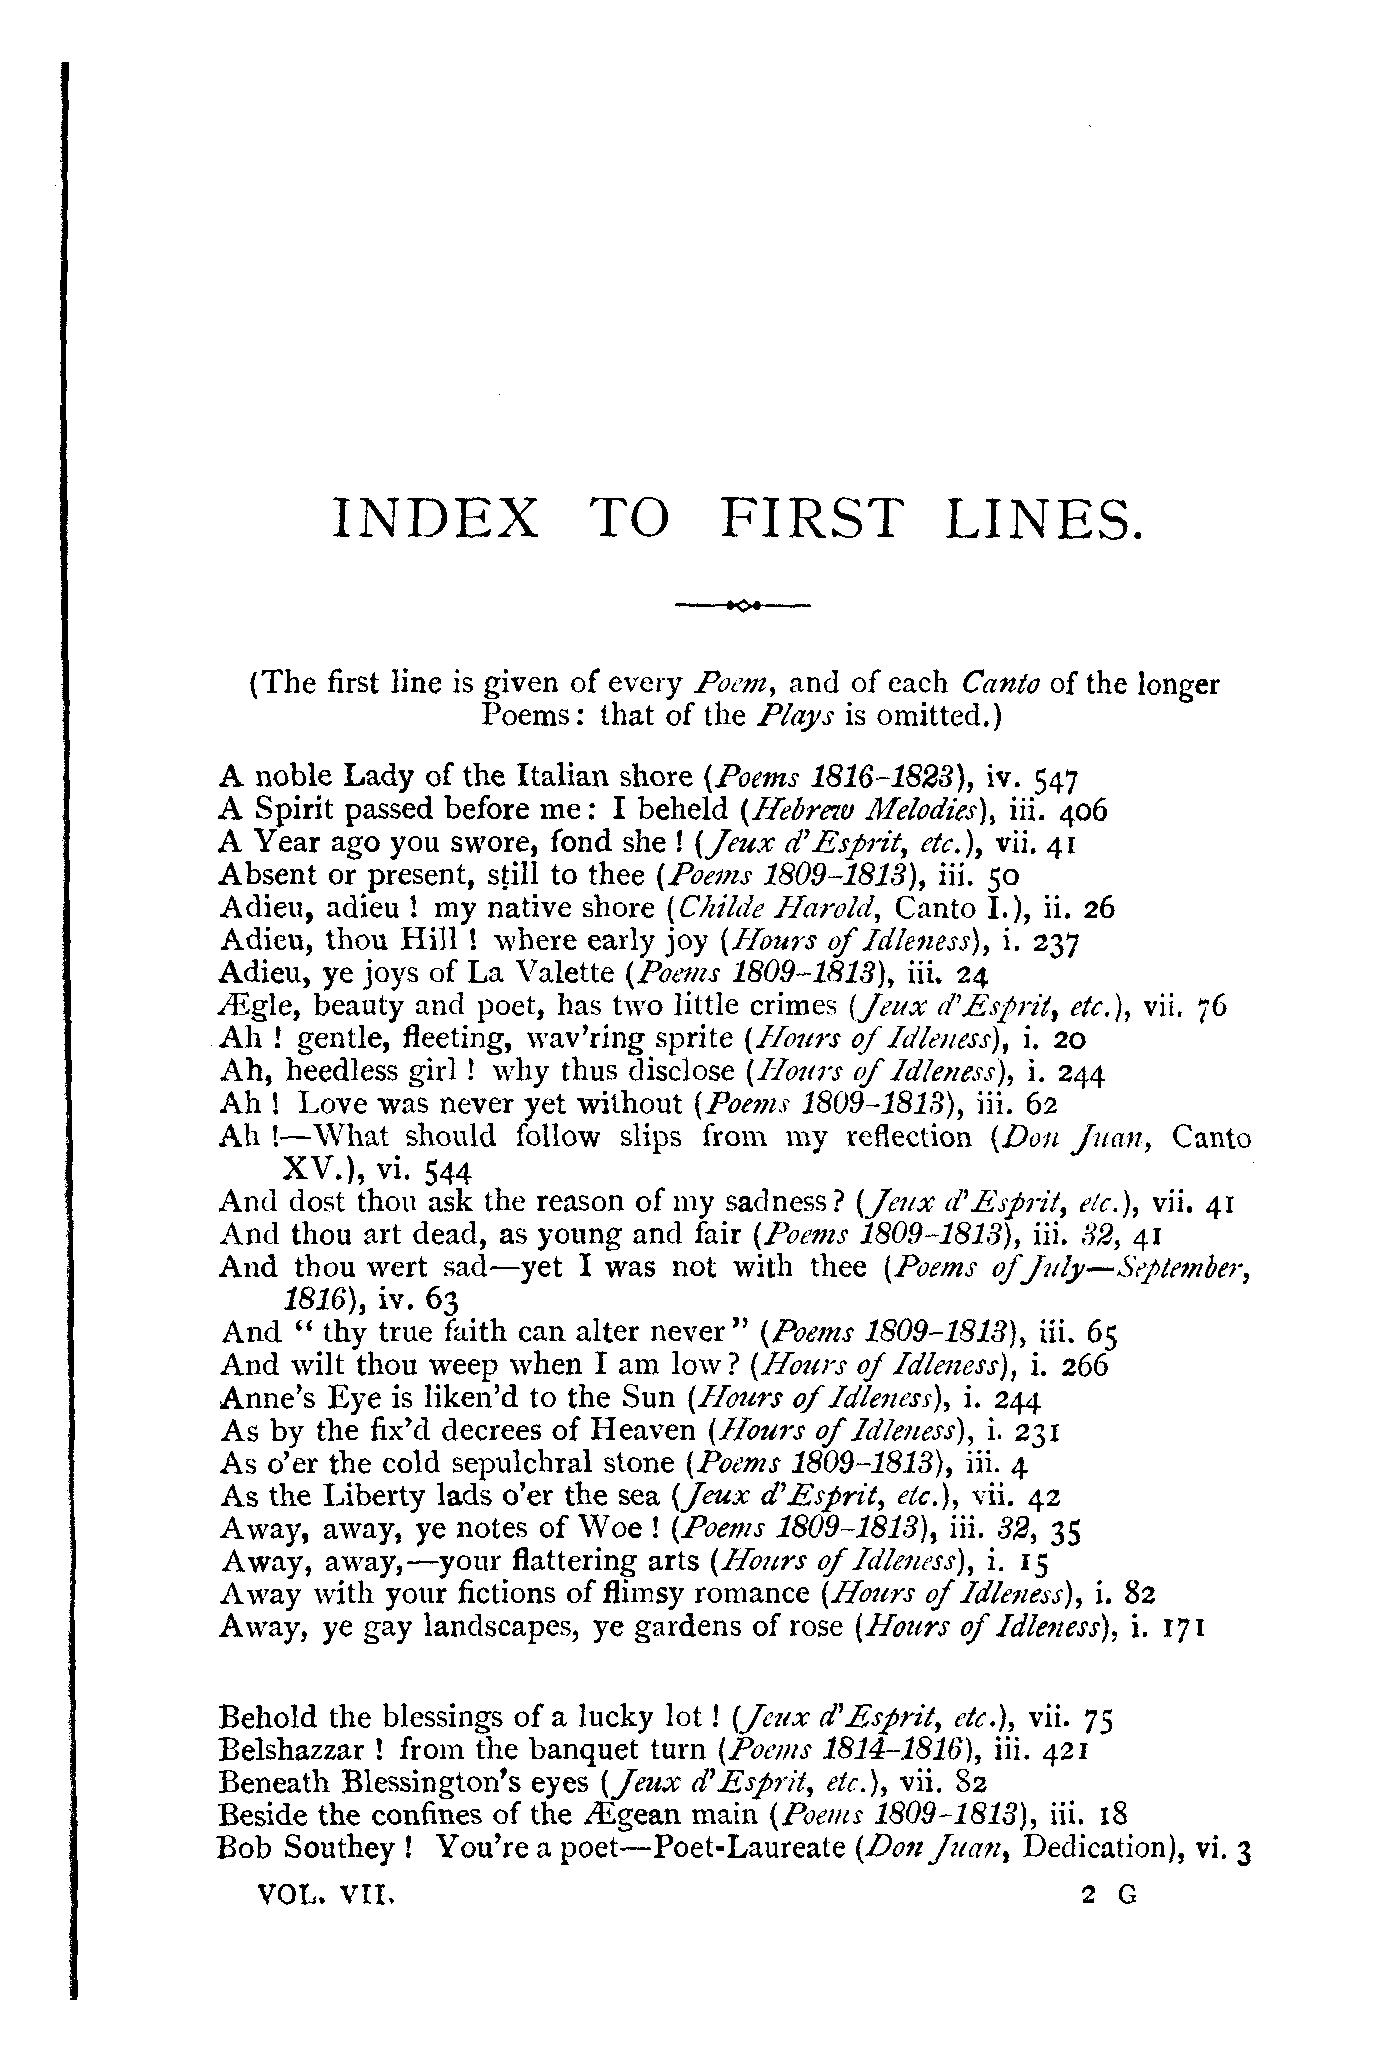 INDEX TO FIRST LINES.
(The first line is given of every Poem, and of each Canto of the longer
Poems: that of the Plays is omitted.)
A noble Lady of the Italian shore (Poems 1816–1823), iv. 547
A Spirit passed before me: I beheld (Hebrew Melodies), iii. 406
A Year ago you swore, fond she! (Jeux d'Esprit, etc.), vii. 41
Absent or present, still to thee (Poems 1809–1813), iii. 50
Adieu, adieu! my native shore (Childe Harold, Canto I.), ii. 26
Adieu, thou Hill! where early joy (Hours of Idleness), i. 237
Adieu, ye joys of La Valette (Poems 1809–1813), iii. 24
Ægle, beauty and poet, has two little crimes (Jeux d'Esprit, etc.), vii. 76
Ah! gentle, fleeting, wav'ring sprite (Hours of Idleness), i. 20
Ah, heedless girl! why thus disclose (Hours of Idleness), i. 244
Ah! Love was never yet without (Poems 1809–1813), iii. 62
Ah!—What should follow slips from my reflection (Don Juan, Canto
XV.), vi. 544
And dost thou ask the reason of my sadness? (Jeux d'Esprit, etc.), vii. 41
And thou art dead, as young and fair (Poems 1809–1813), iii. 32, 41
And thou wert sad—yet I was not with thee (Poems of July—September,
1816), iv. 63
And "thy true faith can alter never" (Poems 1809–1813), iii. 65
And wilt thou weep when I am low? (Hours of Idleness), i. 266
Anne's Eye is liken'd to the Sun (Hours of Idleness), i. 244
As by the fix'd decrees of Heaven (Hours of Idleness), i. 231
As o'er the cold sepulchral stone (Poems 1809–1813), iii. 4
As the Liberty lads o'er the sea (Jeux d'Esprit, etc.), vii. 42
Away, away, ye notes of Woe! (Poems 1809–1813), iii. 32, 35
Away, away,—your flattering arts (Hours of Idleness), i. 15
Away with your fictions of flimsy romance (Hours of Idleness), i. 82
Away, ye gay landscapes, ye gardens of rose (Hours of Idleness), i. 171
Behold the blessings of a lucky lot! (Jeux d'Esprit, etc.), vii. 75
Belshazzar! from the banquet turn (Poems 1814–1816), iii. 421
Beneath Blessington's eyes (Jeux d'Esprit, etc.), vii. 82
Beside the confines of the Ægean main (Poems 1809–1813), iii. 18
Bob Southey! You're a poet—Poet-Laureate (Don Juan, Dedication), vi. 3
VOL. VII. 2 G